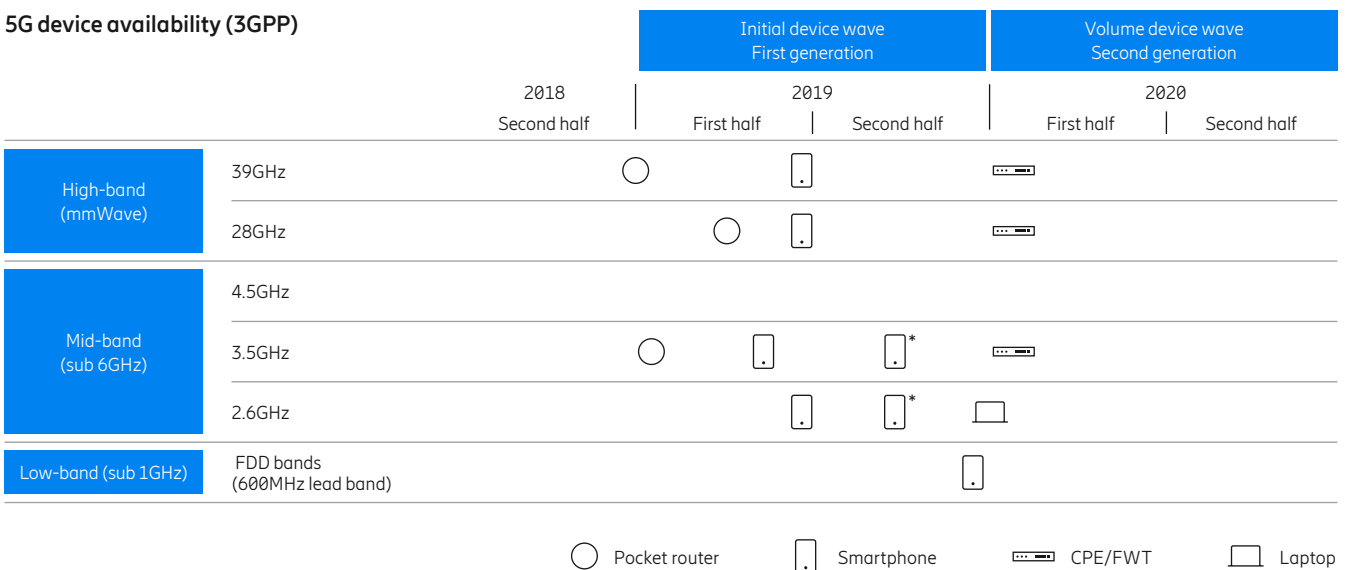 5G device availability (3GPP)
Initial device wave
First generation
Volume device wave
Second generation
2018
2019
2020
Second half
First half
Second half
First half
Second half
High-band
(mmWave)
39GHz
28GHz
Mid-band
(sub 6GHz)
4.5GHz
3.5GHz
*
2.6GHz
*
Low-band (sub 1GHz)
FDD bands
(600MHz lead band)
Pocket router
Smartphone
CPE/FWT
Laptop